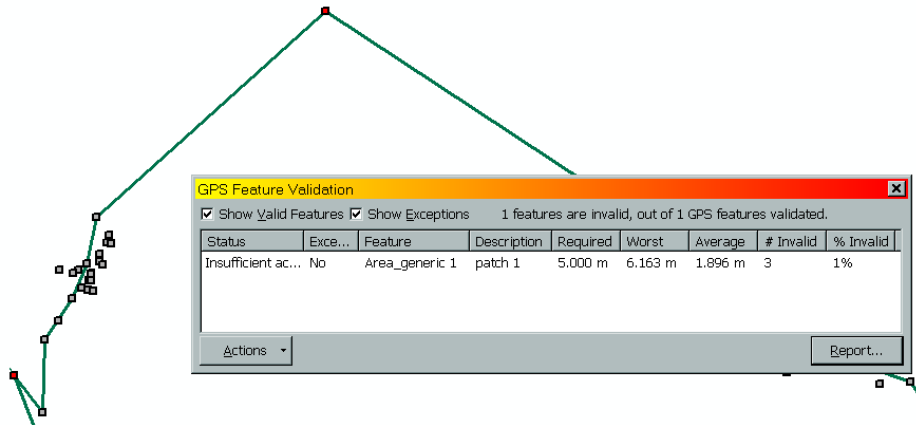 GPS Feature Validation
Show Valid Features Show Exceptions 1 features are invalid, out of 1 GPS features validated.
Status Exce... Feature Description Required Worst Average # Invalid % Invalid
Insufficient ac... No Area_generic 1 patch 1 5.000 m 6.163 m 1.896 m 3 1%
Actions Report...